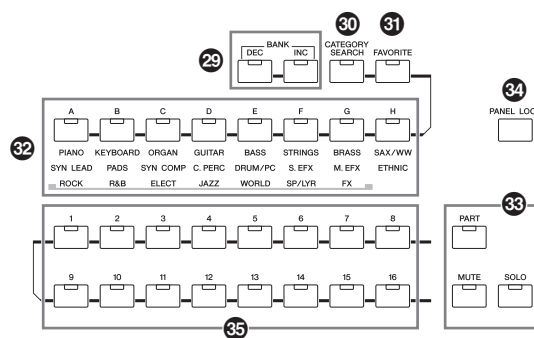 30 31
BANK CATEGORY SEARCH FAVORITE
29 DEC INC
34
PANEL LOC
A B C D E F G H
32
PIANO KEYBOARD ORGAN GUITAR BASS STRINGS BRASS SAX/WW
SYN LEAD PADS SYN COMP C. PERC DRUM/PC S. EFX M. EFX ETHNIC
ROCK R&B ELECT JAZZ WORLD SP/LYR FX
33
1 2 3 4 5 6 7 8 PART
9 10 11 12 13 14 15 16 MUTE SOLO
35